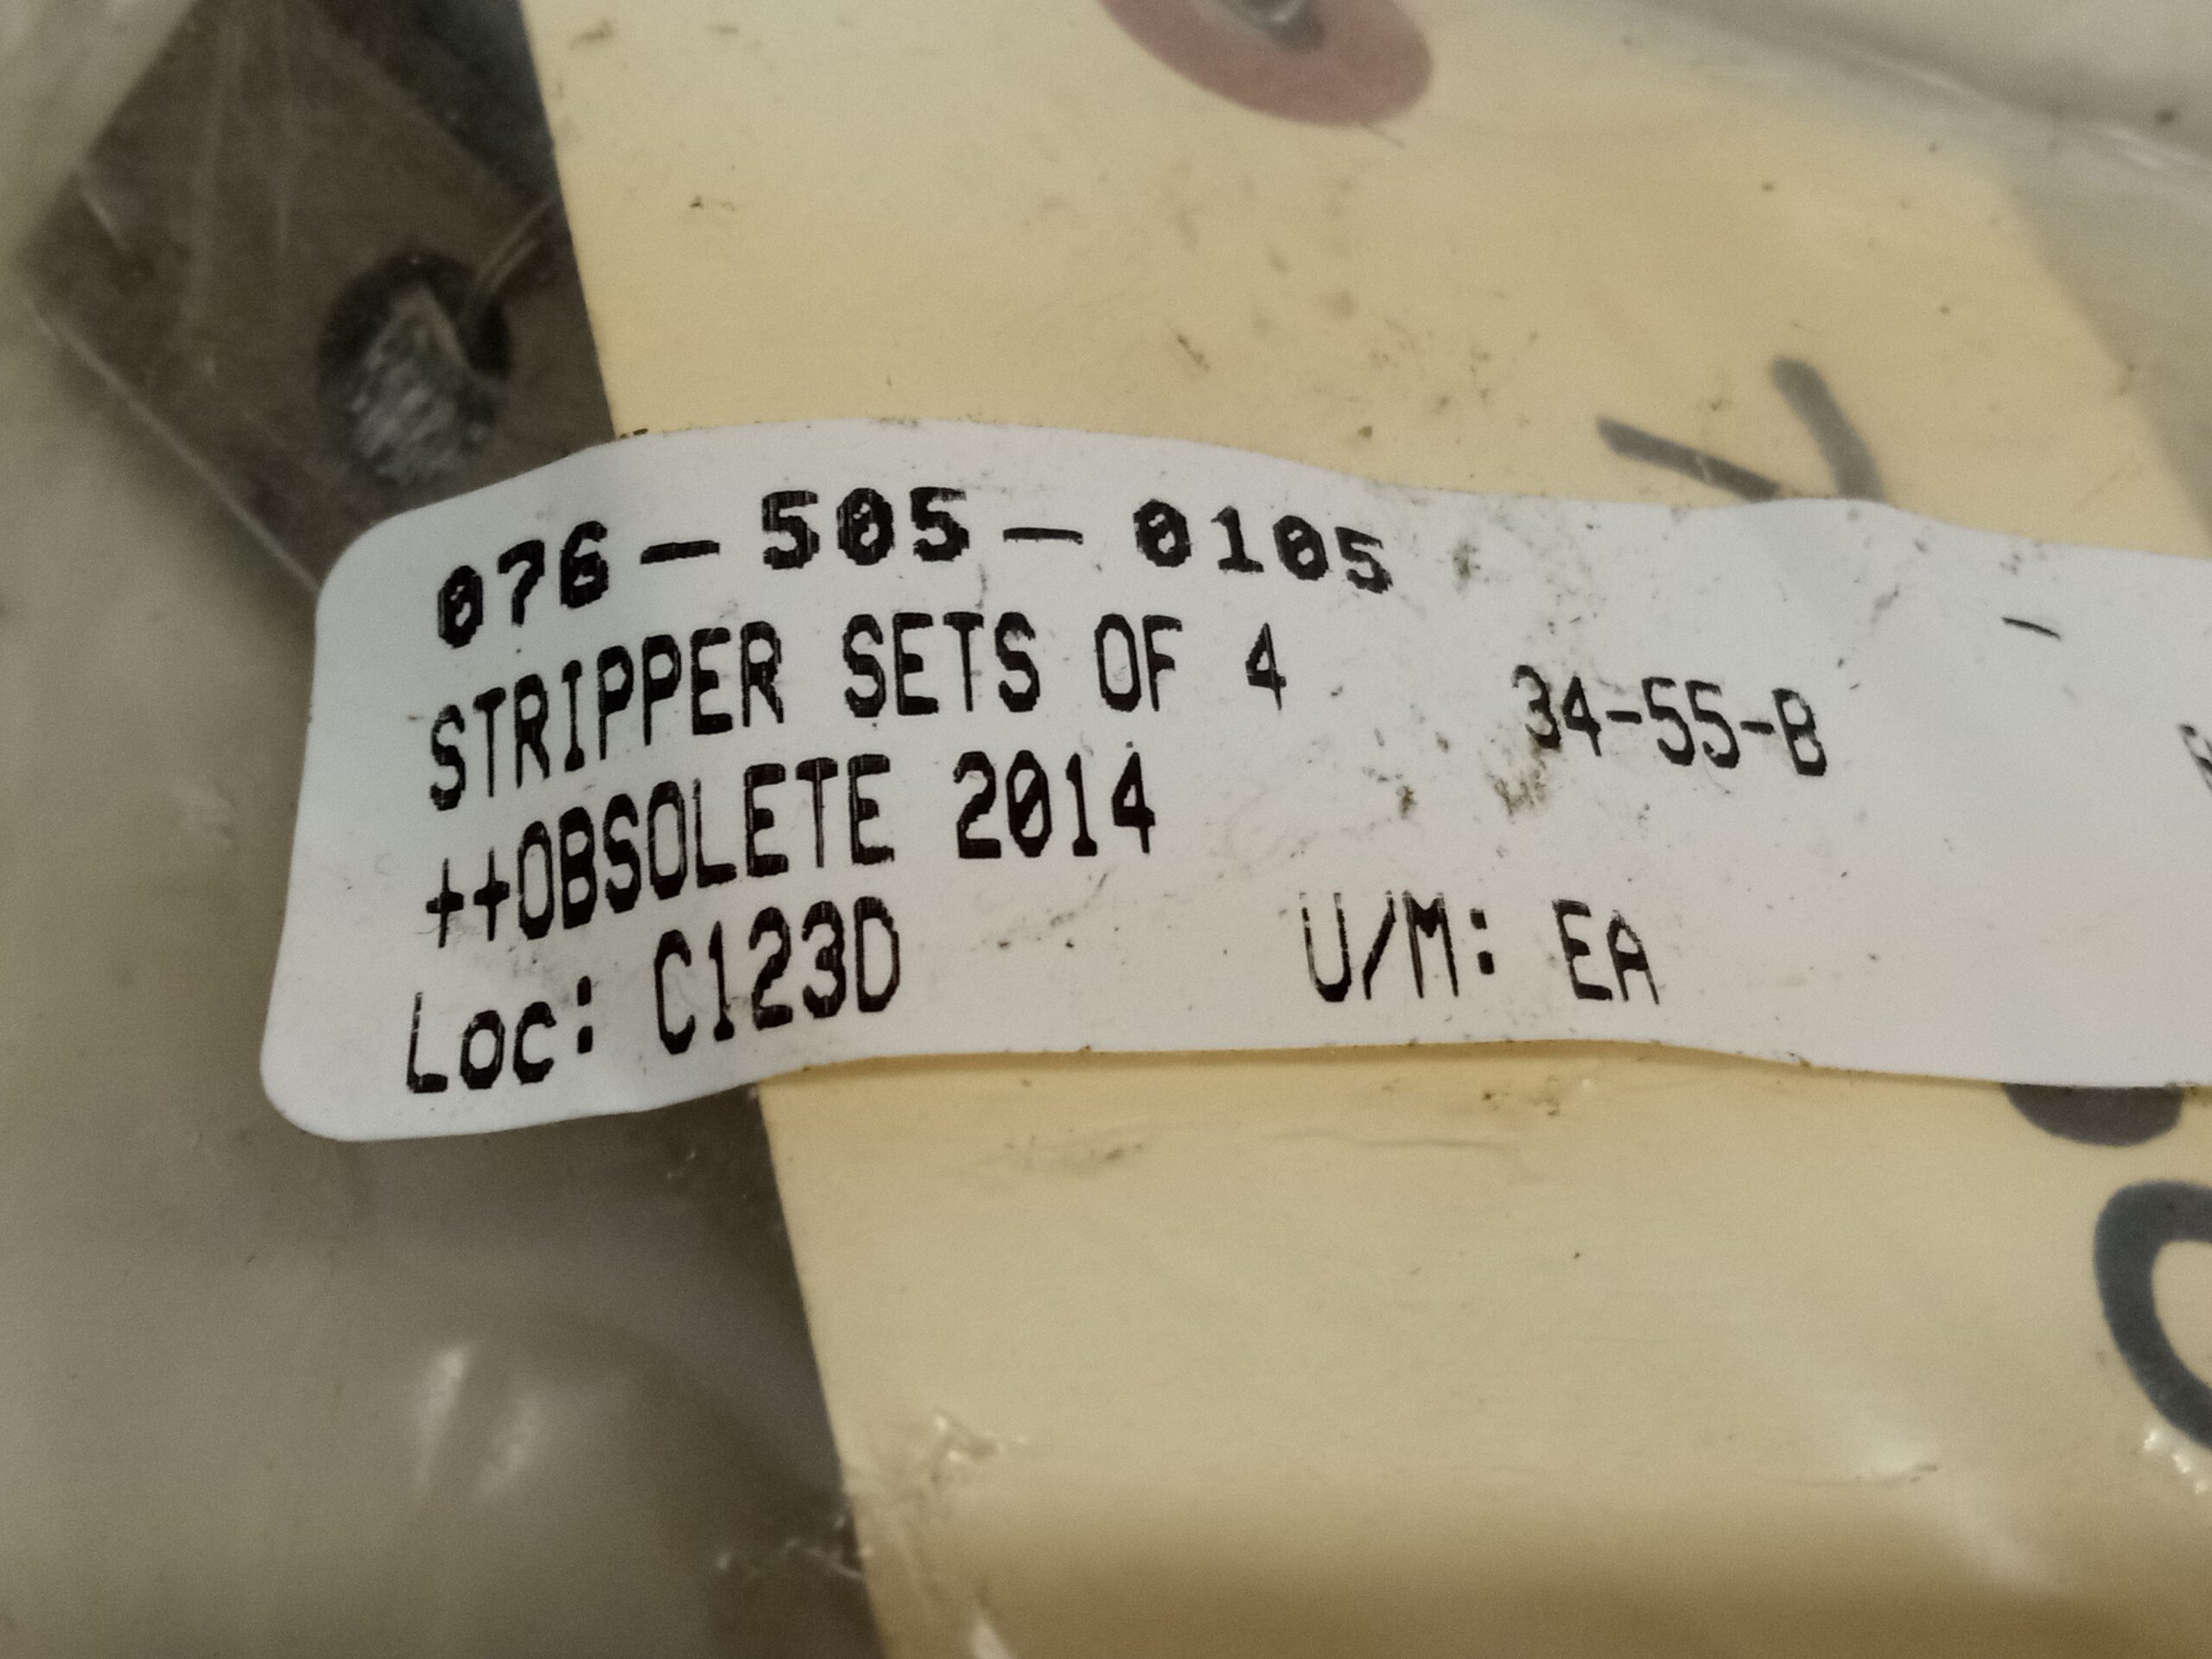 076-505-0105
STRIPPER SETS OF 4 34-55-B
++OBSOLETE 2014
Loc: C123D U/M: EA